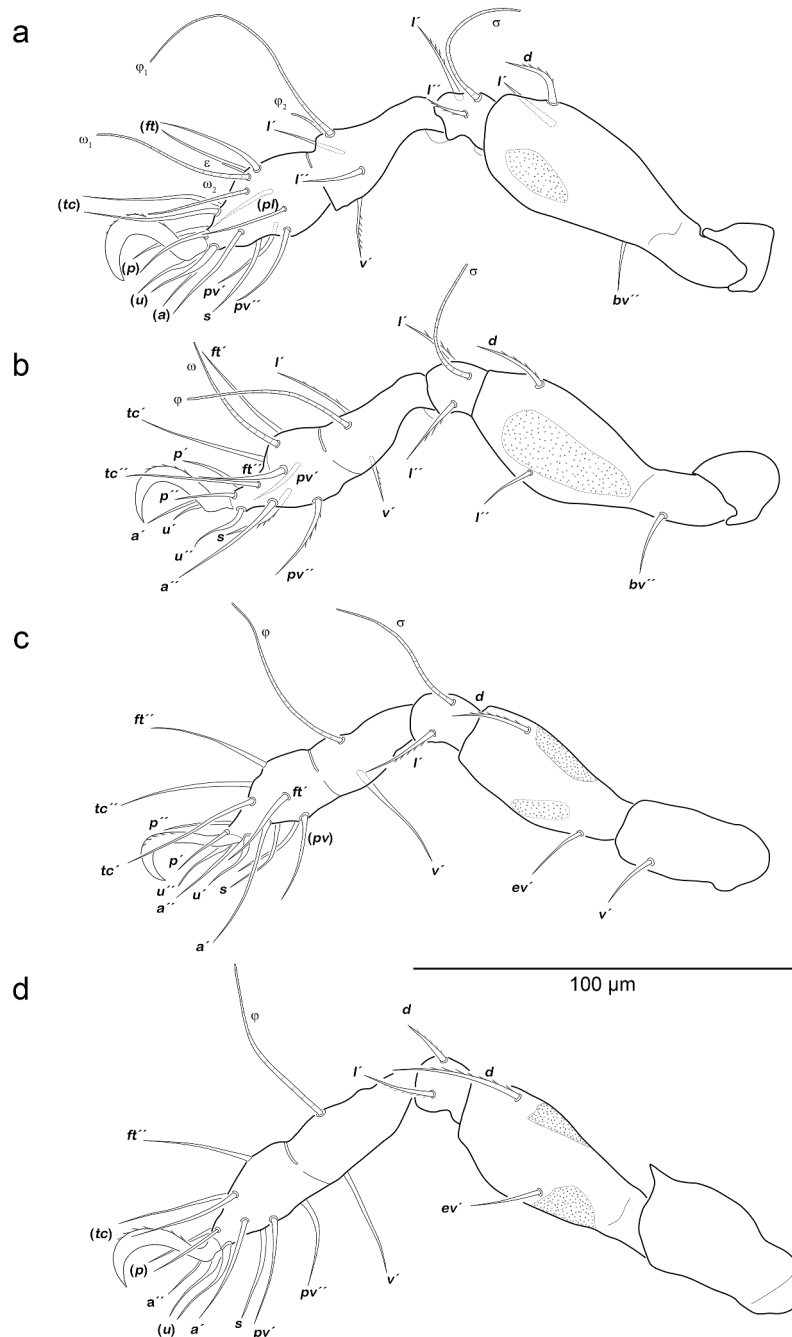 a
l´
σ
d
φ₁
l´´
l´
φ₂
(ft)
l´
ω₁
ε
ω₂
l´´
(tc)
(pl)
(p)
(u)
(a)
s
pv´
pv´´
v´
bv´´
σ
b
ω
ft´
l´
l´
d
φ
tc´
p´
tc´´
ft´´
pv´
l´´
p´´
a´
u´
s
v´
l´´
u´´
a´´
pv´´
bv´´
c
φ
σ
d
ft´´
l´
tc´´
ft´
p´´
(pv)
tc´
p´
u´´
u´
s
a´´
v´
ev´
v´
a´
100 µm
d
φ
d
l´
d
ft´´
(tc)
ev´
(p)
a´´
(u)
a´
s
pv´
pv´´
v´